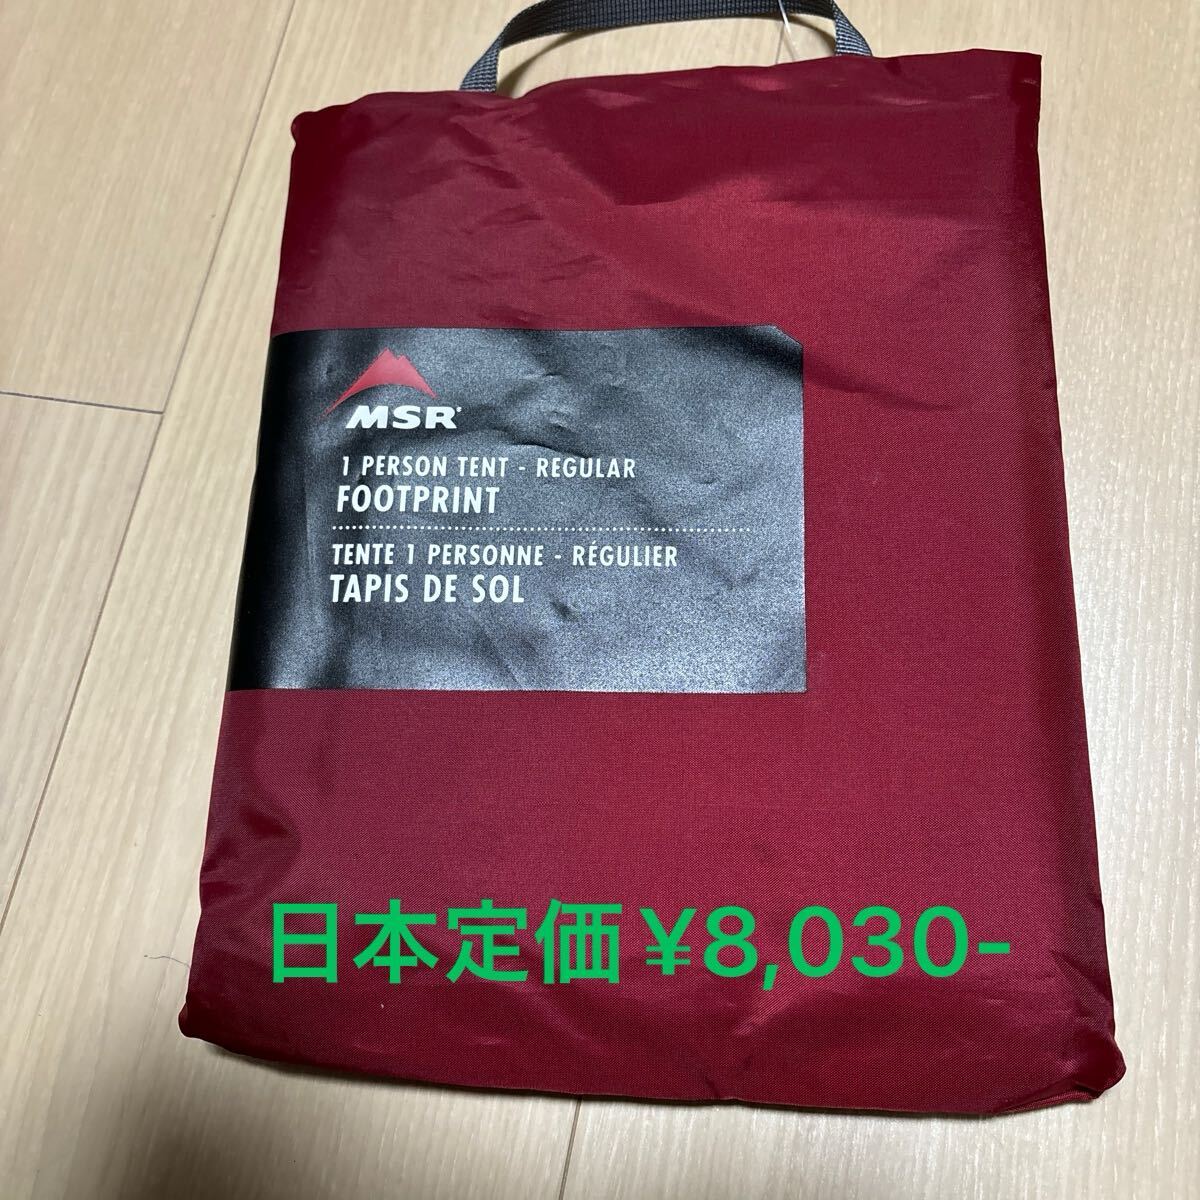 MSR®
1 PERSON TENT - REGULAR
FOOTPRINT
TENTE 1 PERSONNE - RÉGULIER
TAPIS DE SOL
日本定価¥8,030-